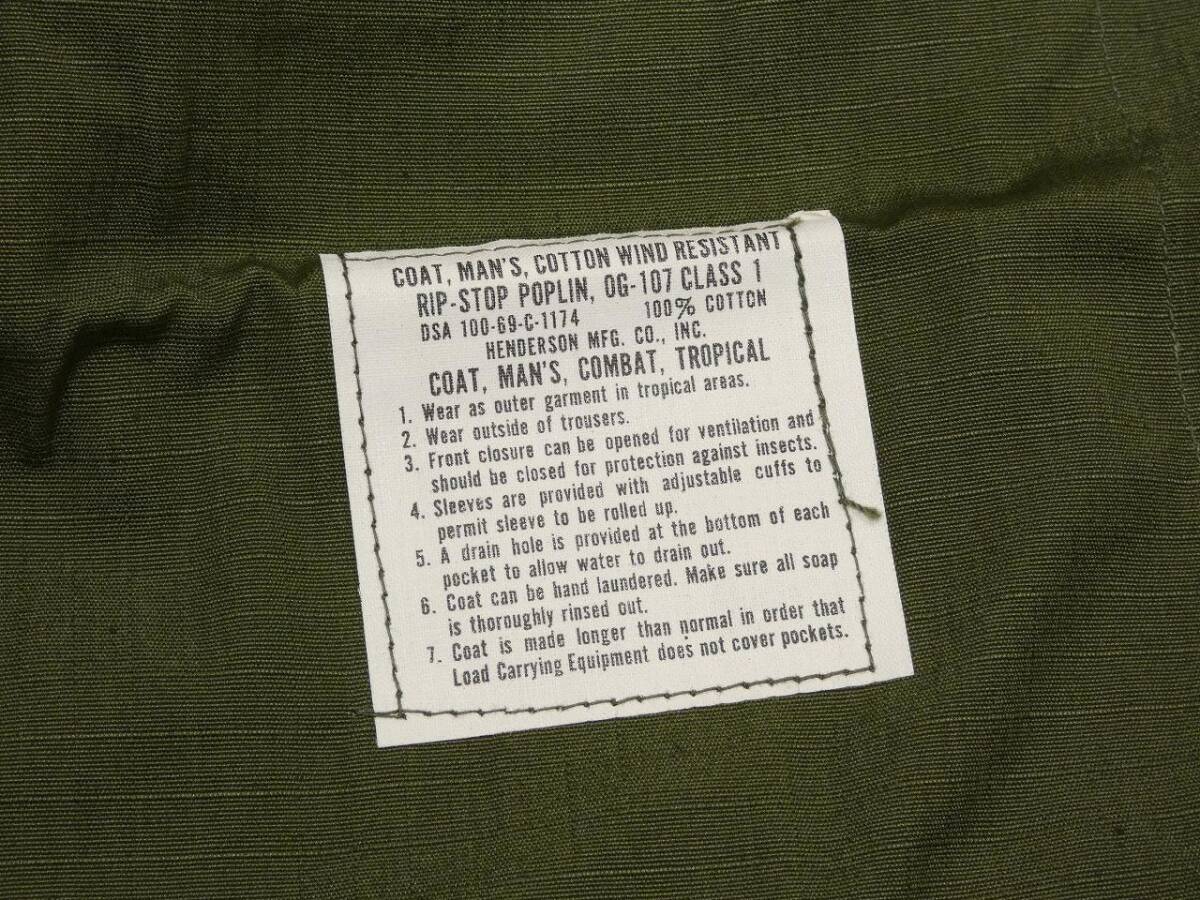 COAT, MAN'S, COTTON WIND RESISTANT
RIP-STOP POPLIN, OG-107 CLASS 1
DSA 100-69-C-1174 100% COTTON
HENDERSON MFG. CO., INC.
COAT, MAN'S, COMBAT, TROPICAL
1. Wear as outer garment in tropical areas.
2. Wear outside of trousers.
3. Front closure can be opened for ventilation and
should be closed for protection against insects.
4. Sleeves are provided with adjustable cuffs to
permit sleeve to be rolled up.
5. A drain hole is provided at the bottom of each
pocket to allow water to drain out.
6. Coat can be hand laundered. Make sure all soap
is thoroughly rinsed out.
7. Coat is made longer than normal in order that
Load Carrying Equipment does not cover pockets.